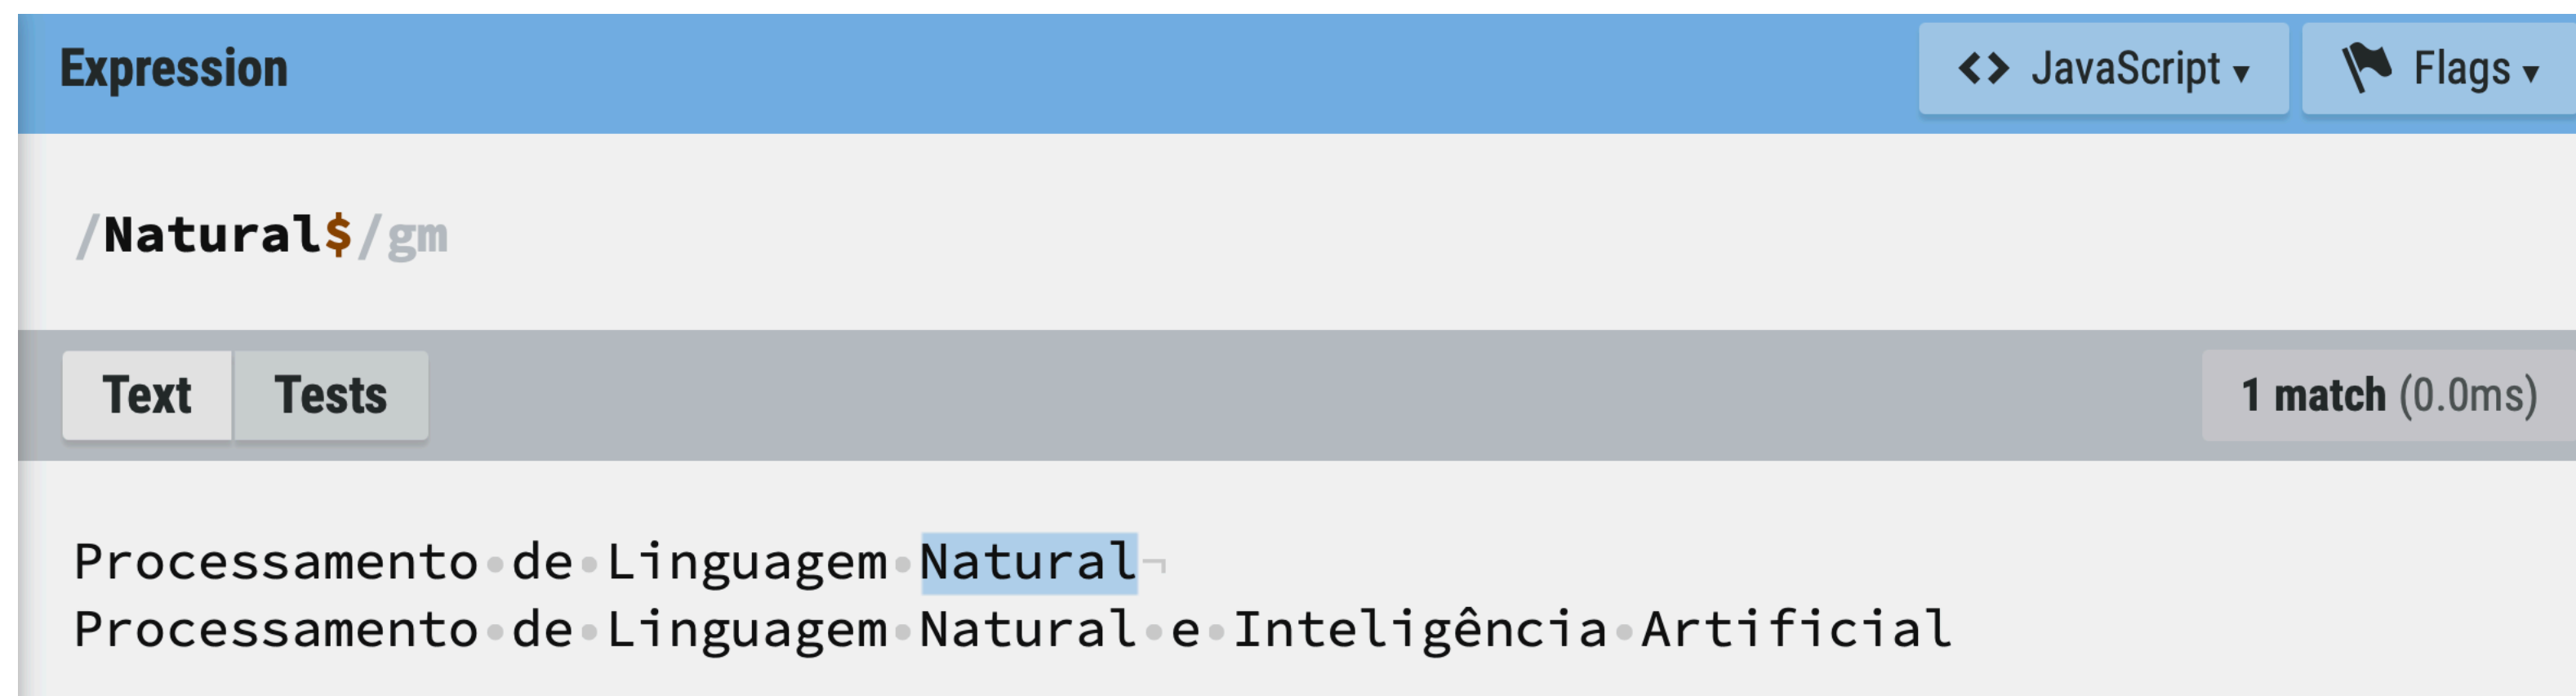 Expression
<> JavaScript ▾
Flags ▾
/Natural$/gm
Text
Tests
1 match (0.0ms)
Processamento·de·Linguagem·Natural¬
Processamento·de·Linguagem·Natural·e·Inteligência·Artificial